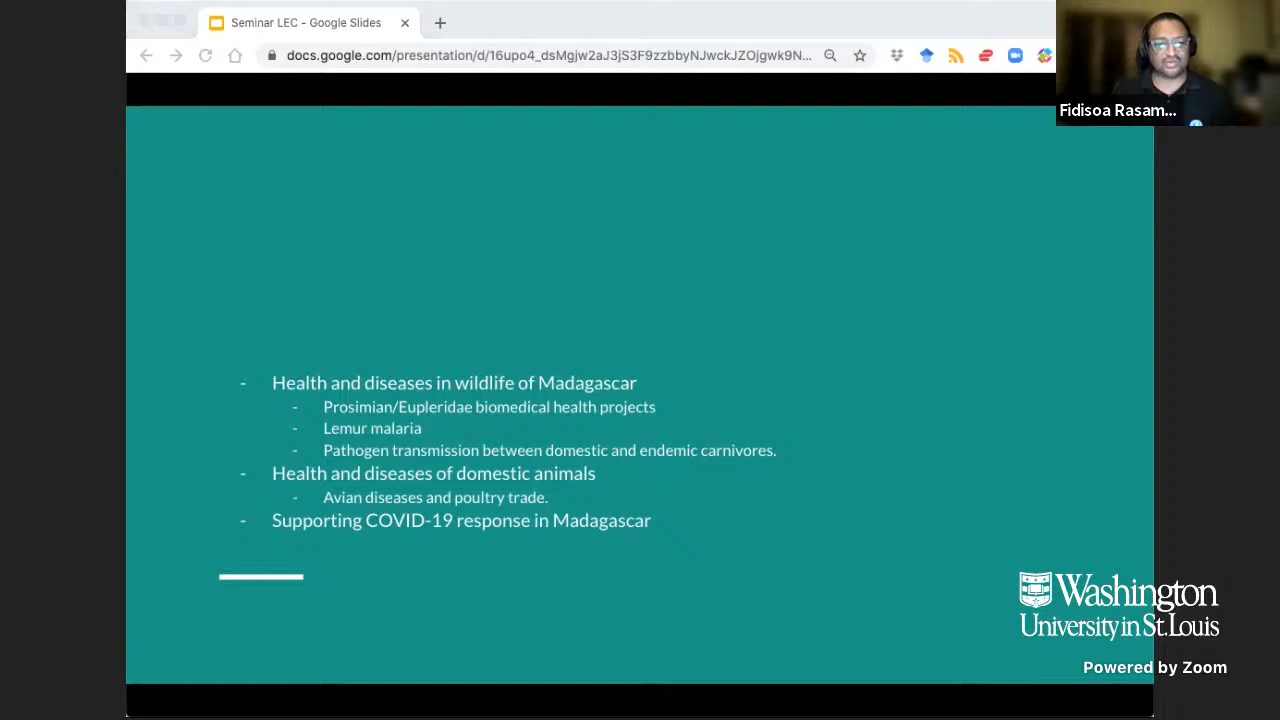 Seminar LEC - Google Slides
docs.google.com/presentation/d/16upo4_dsMgjw2aJ3jS3F9zzbbyNJwckJZOjgwk9N...
Fidisoa Rasam...
- Health and diseases in wildlife of Madagascar
- Prosimian/Eupleridae biomedical health projects
- Lemur malaria
- Pathogen transmission between domestic and endemic carnivores.
- Health and diseases of domestic animals
- Avian diseases and poultry trade.
- Supporting COVID-19 response in Madagascar
Washington
University in St. Louis
Powered by Zoom